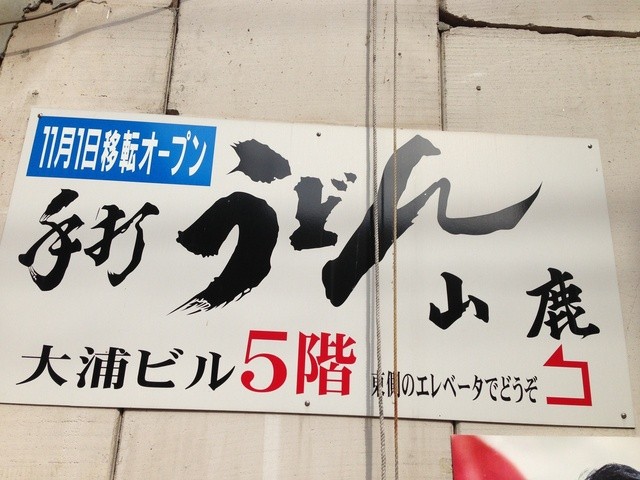 11月1日移転オープン
手打うどん
山鹿
大浦ビル5階
東側のエレベータでどうぞ